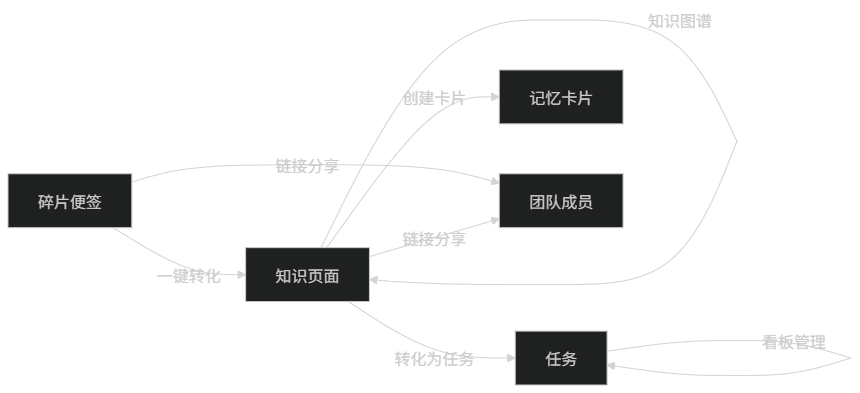 知识图谱
创建卡片
记忆卡片
链接分享
碎片便签
团队成员
链接分享
一键转化
知识页面
看板管理
转化为任务
任务